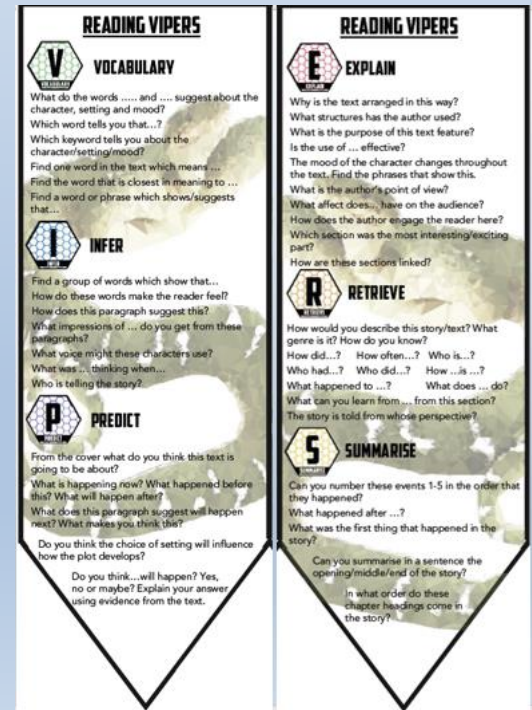 READING VIPERS
V
VOCABULARY
VOCABULARY
What do the words ..... and .... suggest about the
character, setting and mood?
Which word tells you that...?
Which keyword tells you about the
character/setting/mood?
Find one word in the text which means ...
Find the word that is closest in meaning to ...
Find a word or phrase which shows/suggests
that...
I
INFER
INFER
Find a group of words which show that...
How do these words make the reader feel?
How does this paragraph suggest this?
What impressions of ... do you get from these
paragraphs?
What voice might these characters use?
What was ... thinking when...
Who is telling the story?
P
PREDICT
PREDICT
From the cover what do you think this text is
going to be about?
What is happening now? What happened before
this? What will happen after?
What does this paragraph suggest will happen
next? What makes you think this?
Do you think the choice of setting will influence
how the plot develops?
Do you think...will happen? Yes,
no or maybe? Explain your answer
using evidence from the text.
READING VIPERS
E
EXPLAIN
EXPLAIN
Why is the text arranged in this way?
What structures has the author used?
What is the purpose of this text feature?
Is the use of ... effective?
The mood of the character changes throughout
the text. Find the phrases that show this.
What is the author's point of view?
What affect does... have on the audience?
How does the author engage the reader here?
Which section was the most interesting/exciting
part?
How are these sections linked?
R
RETRIEVE
RETRIEVE
How would you describe this story/text? What
genre is it? How do you know?
How did...? How often...? Who is...?
Who had...? Who did...? How ...is ...?
What happened to ...? What does ... do?
What can you learn from ... from this section?
The story is told from whose perspective?
S
SUMMARISE
SUMMARISE
Can you number these events 1-5 in the order that
they happened?
What happened after ...?
What was the first thing that happened in the
story?
Can you summarise in a sentence the
opening/middle/end of the story?
In what order do these
chapter headings come in
the story?